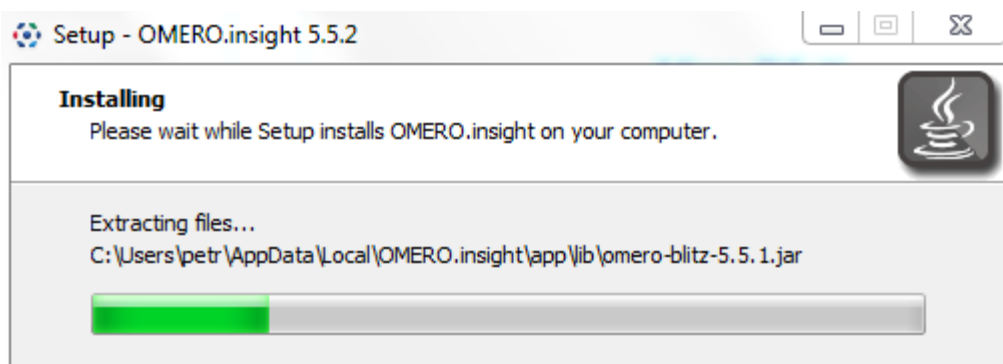 Setup - OMERO.insight 5.5.2
Installing
Please wait while Setup installs OMERO.insight on your computer.
Extracting files...
C:\Users\petr\AppData\Local\OMERO.insight\app\lib\omero-blitz-5.5.1.jar